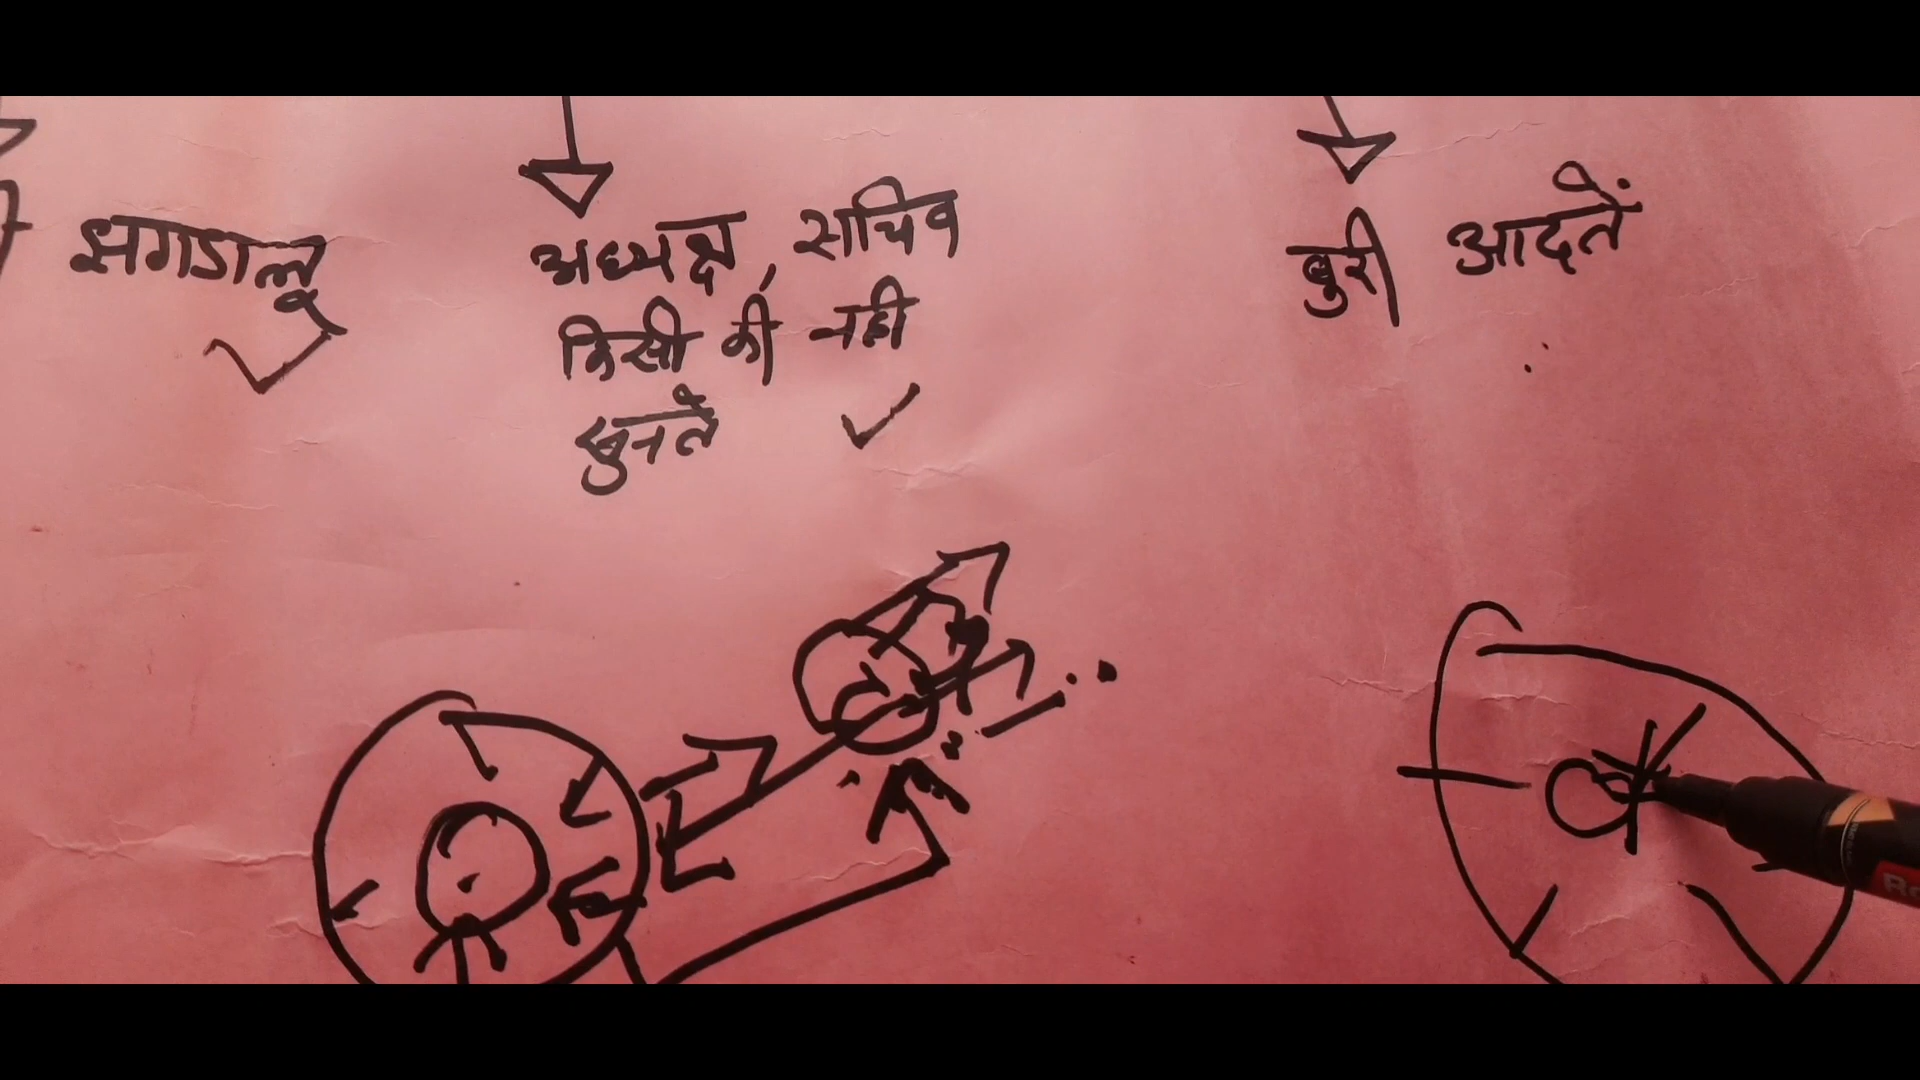 झगडालू
अध्यक्ष, सचिव
किसी की नही
सुनते
बुरी आदतें